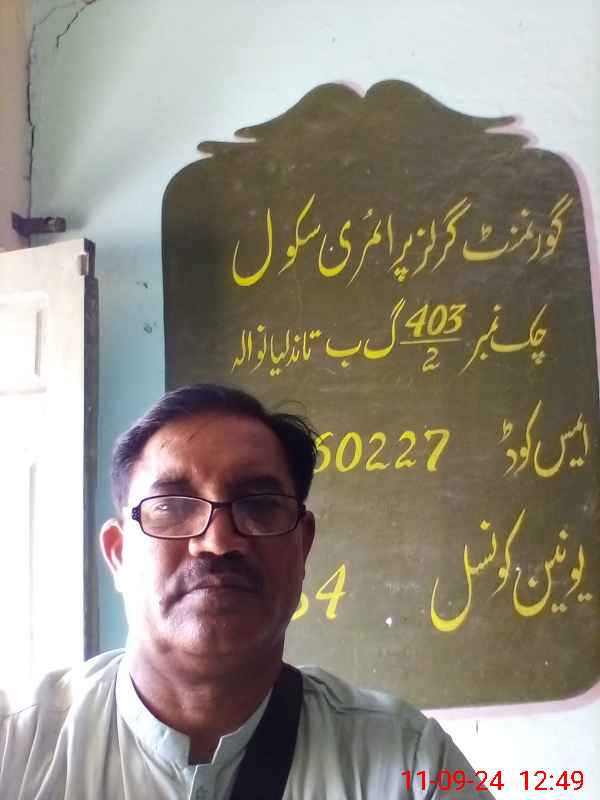 گورنمنٹ گرلز پرائمری سکول
چک نمبر 403/2 گ ب تاندلیانوالہ
ایمس کوڈ 60227
یونین کونسل 4
11-09-24 12:49